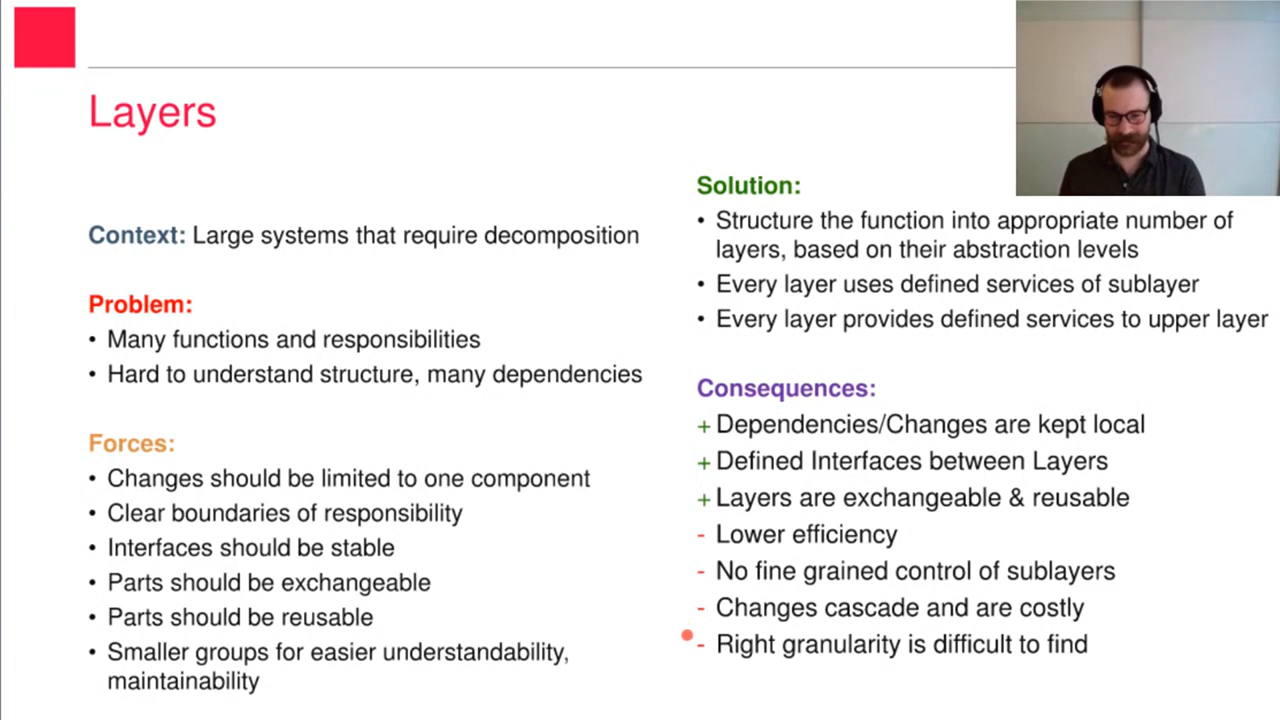 Layers
Context: Large systems that require decomposition
Problem:
• Many functions and responsibilities
• Hard to understand structure, many dependencies
Forces:
• Changes should be limited to one component
• Clear boundaries of responsibility
• Interfaces should be stable
• Parts should be exchangeable
• Parts should be reusable
• Smaller groups for easier understandability,
maintainability
Solution:
• Structure the function into appropriate number of
layers, based on their abstraction levels
• Every layer uses defined services of sublayer
• Every layer provides defined services to upper layer
Consequences:
+ Dependencies/Changes are kept local
+ Defined Interfaces between Layers
+ Layers are exchangeable & reusable
- Lower efficiency
- No fine grained control of sublayers
- Changes cascade and are costly
- Right granularity is difficult to find